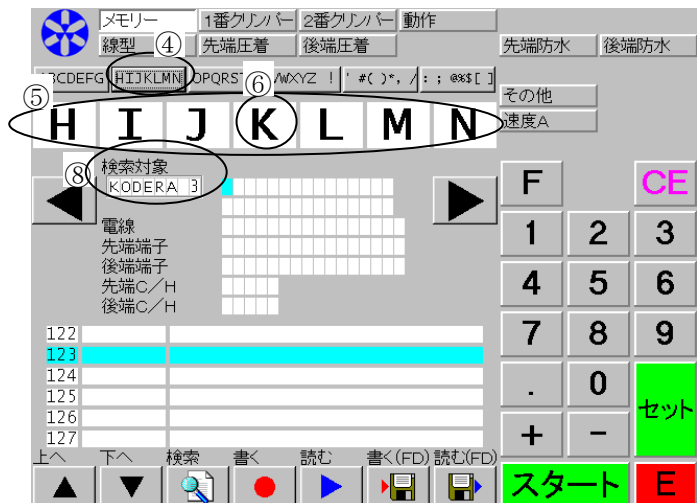 メモリー 1番クリンパー 2番クリンパー 動作
線型 ④ 先端圧着 後端圧着 先端防水 後端防水
BCDEFG HIJKLMN OPQRST VWXYZ ! ' #( )*, / : ; @%$[ ]
⑤ ⑥ その他
H I J K L M N 速度A
⑧ 検索対象
KODERA 3
F CE
電線
先端端子
後端端子
先端C/H
後端C/H
1 2 3
4 5 6
7 8 9
. 0 セット
+ -
122
123
124
125
126
127
上へ 下へ 検索 書く 読む 書く(FD) 読む(FD)
スタート E